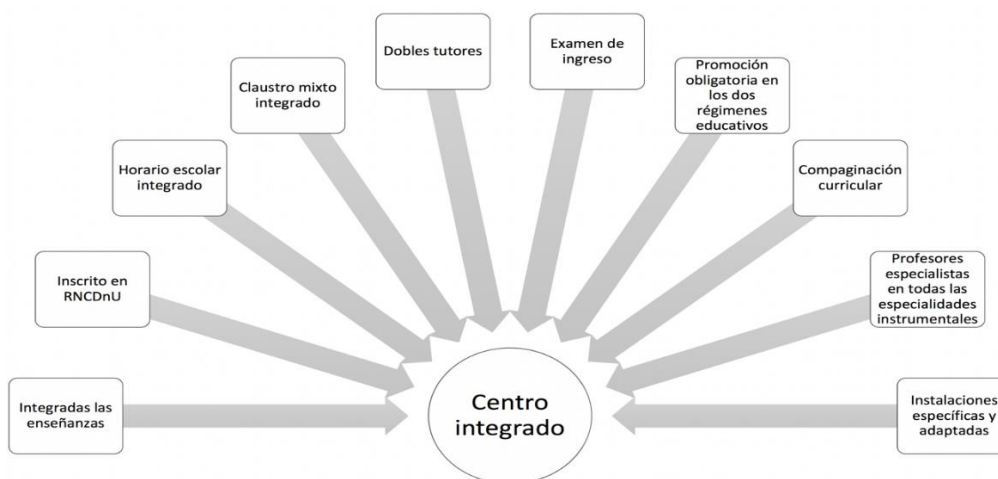 Dobles tutores
Examen de
ingreso
Claustro mixto
integrado
Promoción
obligatoria en
los dos
régimenes
educativos
Horario escolar
integrado
Compaginación
curricular
Inscrito en
RNCDnU
Profesores
especialistas
en todas las
especialidades
instrumentales
Integradas las
enseñanzas
Centro
integrado
Instalaciones
específicas y
adaptadas